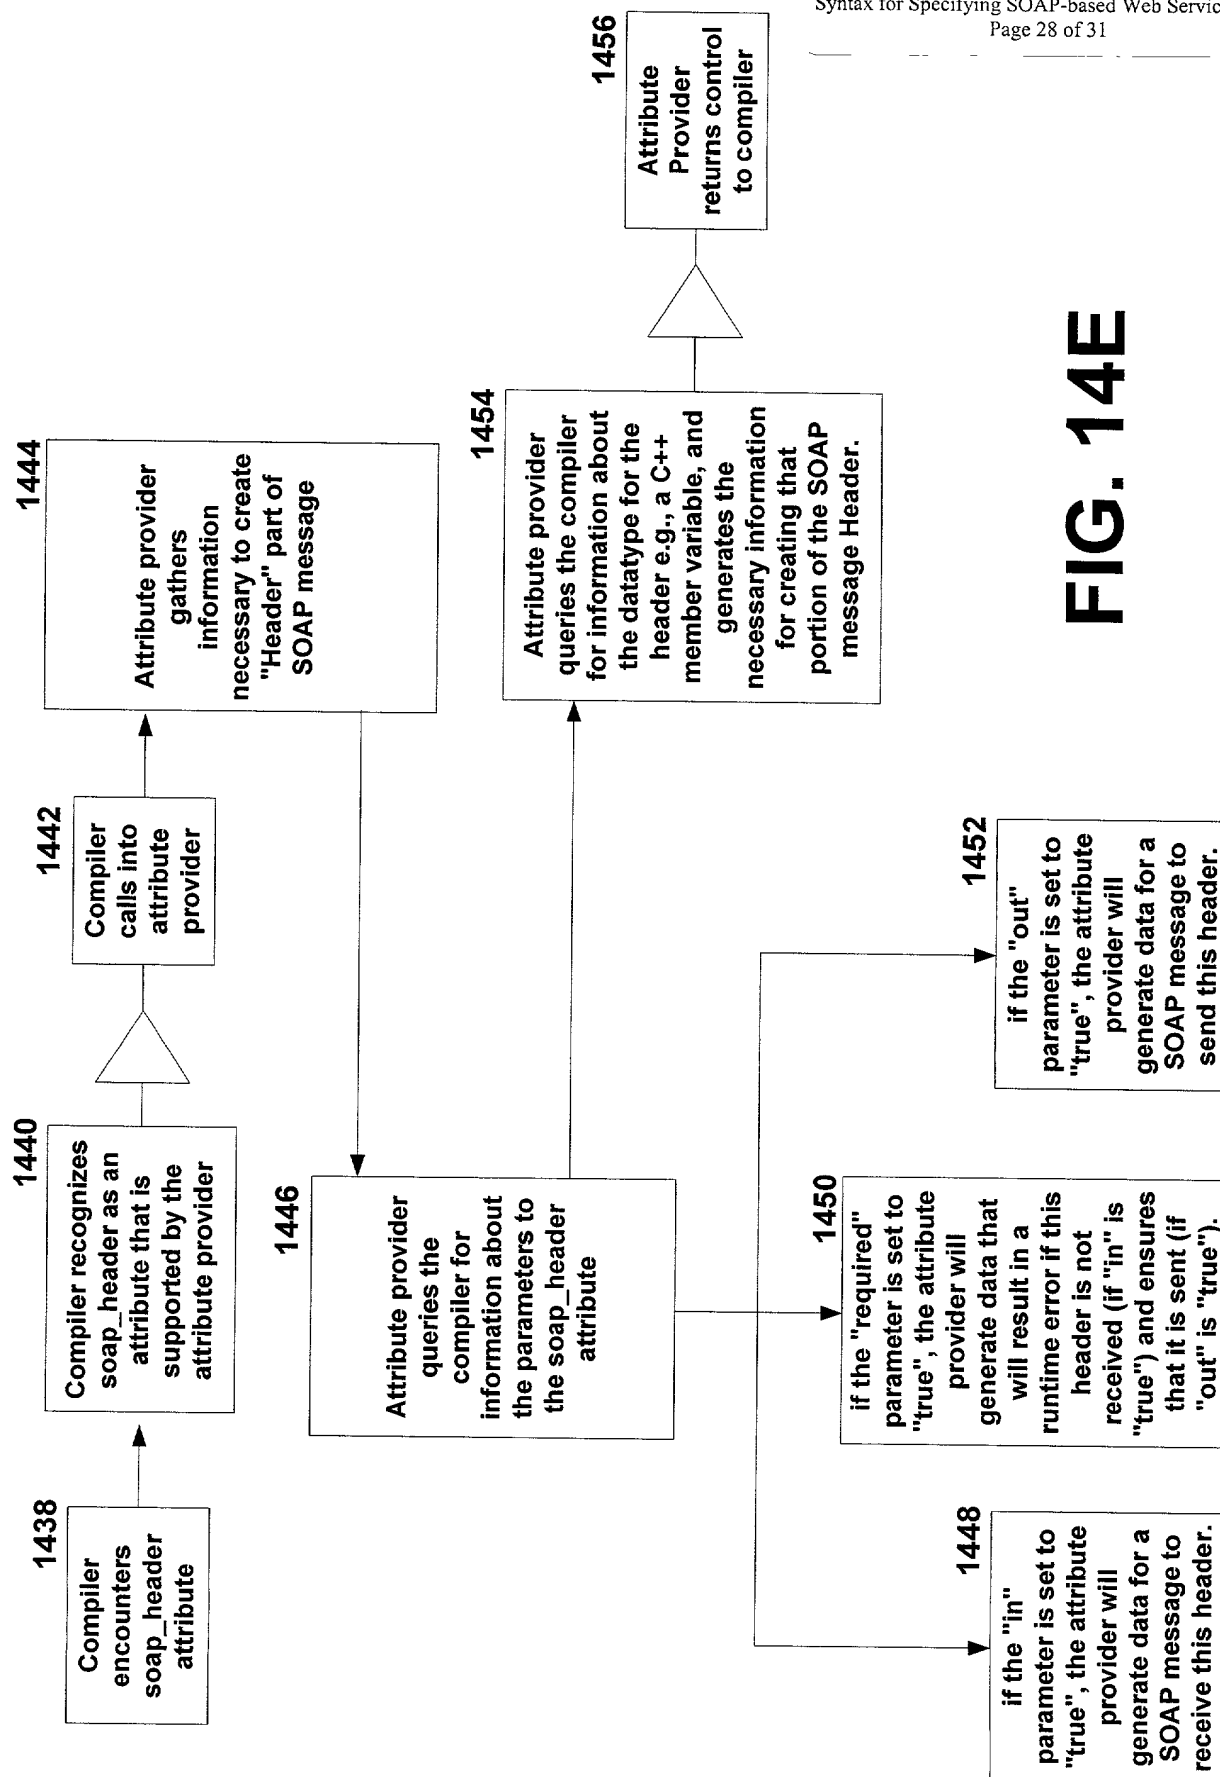 Syntax for Specifying SOAP-based Web Servic
Page 28 of 31
1438
Compiler
encounters
soap_header
attribute
1440
Compiler recognizes
soap_header as an
attribute that is
supported by the
attribute provider
1442
Compiler
calls into
attribute
provider
1444
Attribute provider
gathers
information
necessary to create
"Header" part of
SOAP message
1446
Attribute provider
queries the
compiler for
information about
the parameters to
the soap_header
attribute
1448
if the "in"
parameter is set to
"true", the attribute
provider will
generate data for a
SOAP message to
receive this header.
1450
if the "required"
parameter is set to
"true", the attribute
provider will
generate data that
will result in a
runtime error if this
header is not
received (if "in" is
"true") and ensures
that it is sent (if
"out" is "true").
1452
if the "out"
parameter is set to
"true", the attribute
provider will
generate data for a
SOAP message to
send this header.
1454
Attribute provider
queries the compiler
for information about
the datatype for the
header e.g., a C++
member variable, and
generates the
necessary information
for creating that
portion of the SOAP
message Header.
1456
Attribute
Provider
returns control
to compiler
FIG. 14E